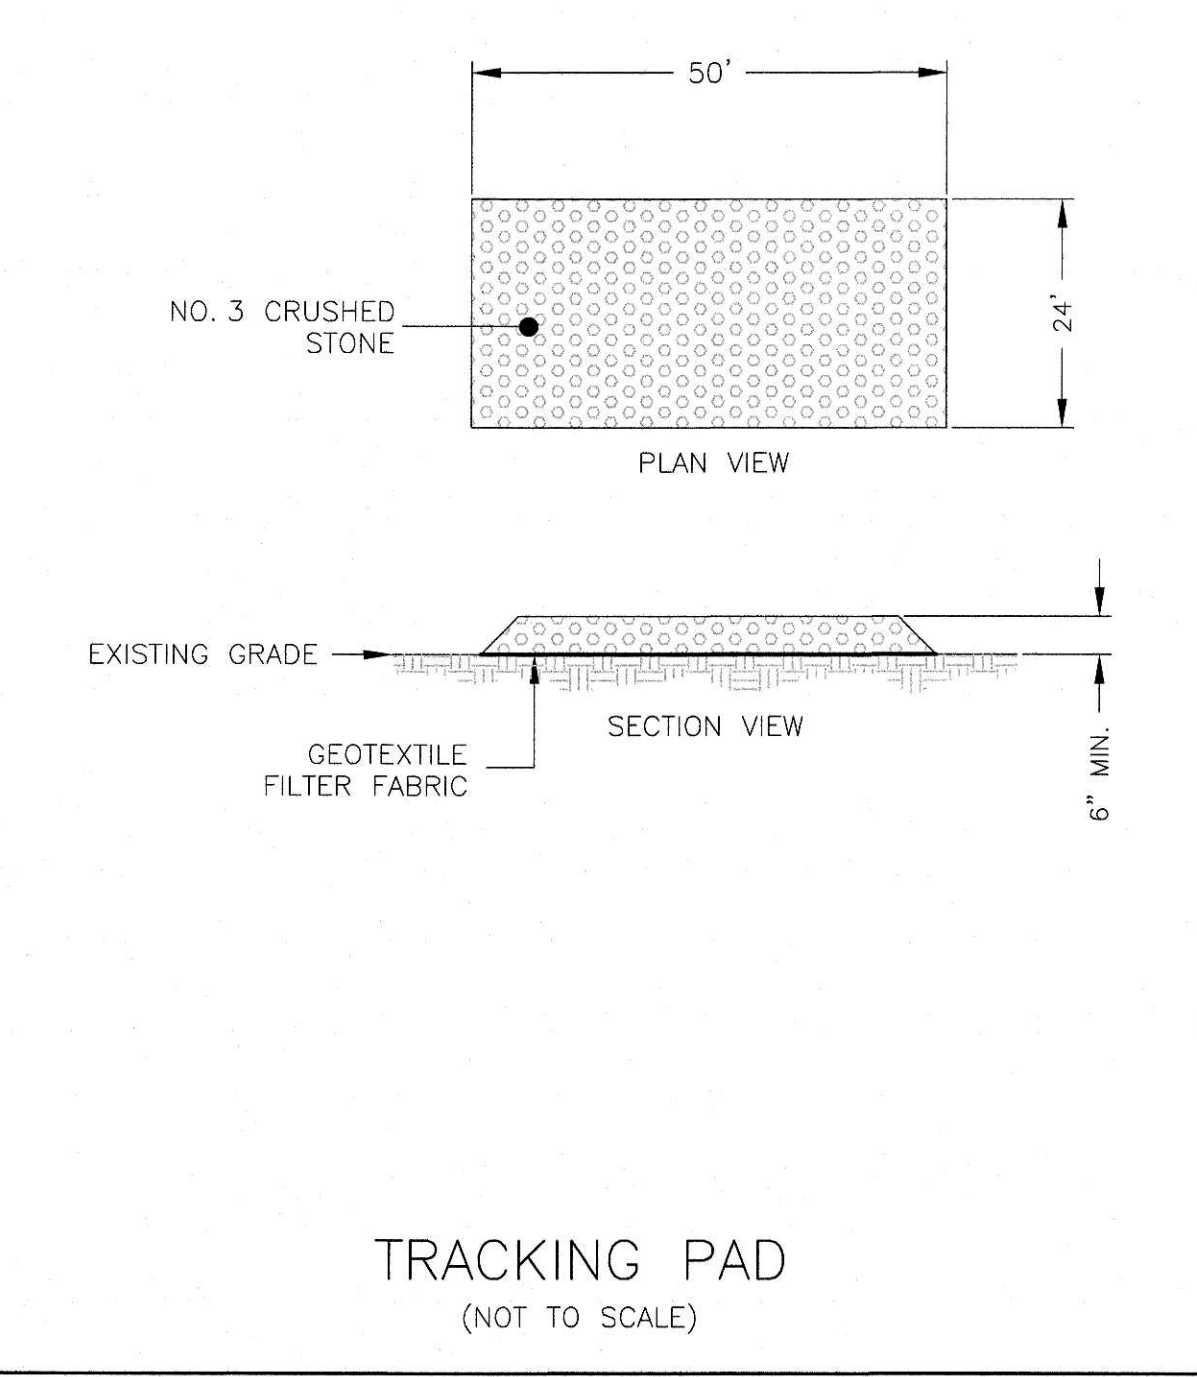 50'
NO. 3 CRUSHED
STONE
24'
PLAN VIEW
EXISTING GRADE
SECTION VIEW
GEOTEXTILE
FILTER FABRIC
6" MIN.
TRACKING PAD
(NOT TO SCALE)